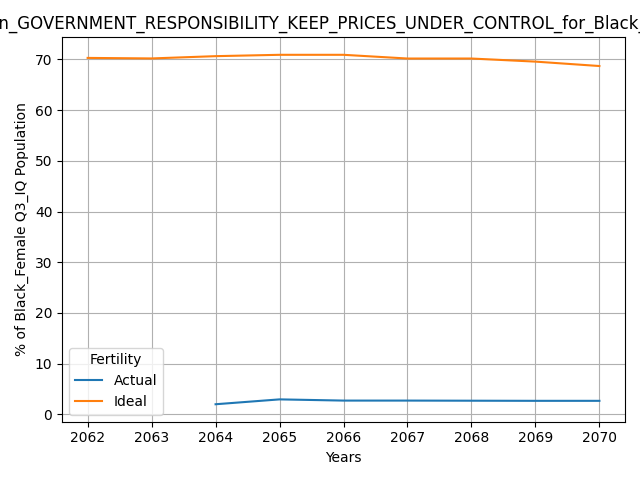 n_GOVERNMENT_RESPONSIBILITY_KEEP_PRICES_UNDER_CONTROL_for_Black_
% of Black_Female Q3_IQ Population
70
60
50
40
30
20
10
0
Fertility
Actual
Ideal
2062 2063 2064 2065 2066 2067 2068 2069 2070
Years